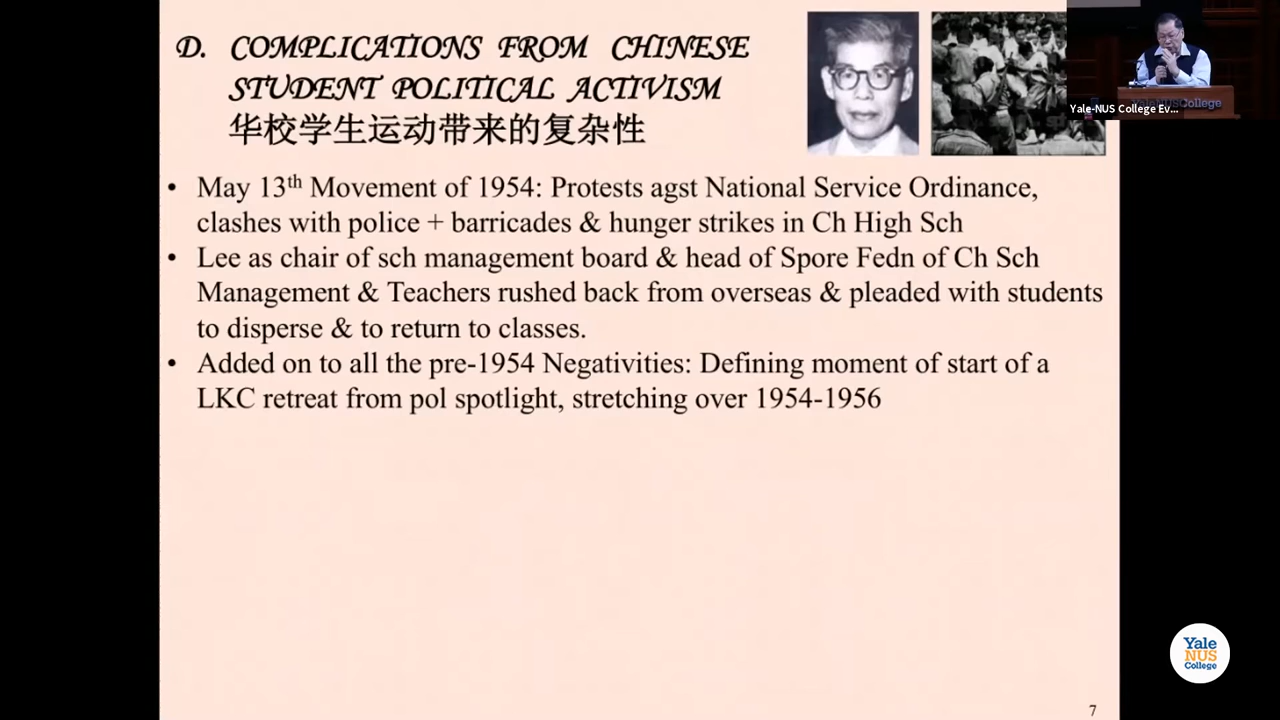 D. COMPLICATIONS FROM CHINESE
STUDENT POLITICAL ACTIVISM
华校学生运动带来的复杂性
• May 13th Movement of 1954: Protests agst National Service Ordinance,
clashes with police + barricades & hunger strikes in Ch High Sch
• Lee as chair of sch management board & head of Spore Fedn of Ch Sch
Management & Teachers rushed back from overseas & pleaded with students
to disperse & to return to classes.
• Added on to all the pre-1954 Negativities: Defining moment of start of a
LKC retreat from pol spotlight, stretching over 1954-1956
7
YaleNUSCollege
Yale-NUS College Ev...
Yale
NUS
College